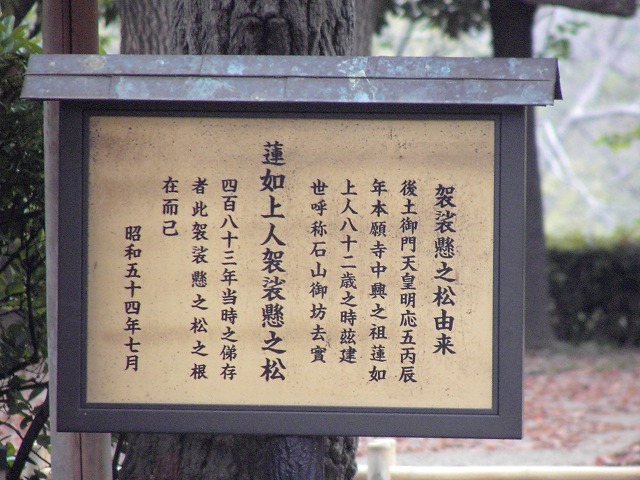 袈裟懸之松由来
後土御門天皇明応五丙辰
年本願寺中興之祖蓮如
上人八十二歳之時茲建
世呼称石山御坊去實
蓮如上人袈裟懸之松
四百八十三年当時之俤存
者此袈裟懸之松之根
在而已
昭和五十四年七月